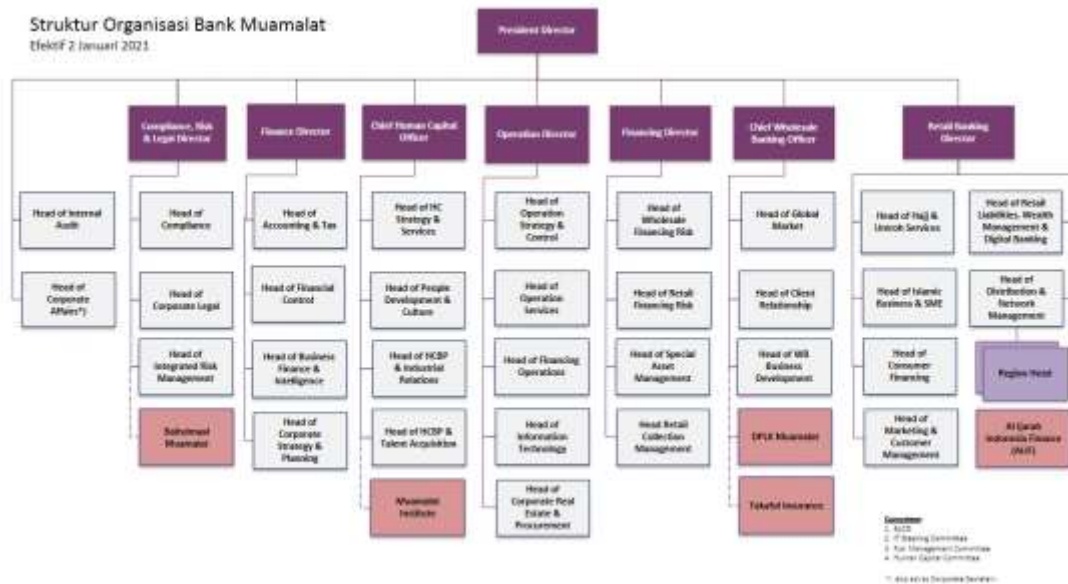 Struktur Organisasi Bank Muamalat
Efektif 2 Januari 2021
President Director
Compliance, Risk
& Legal Director
Finance Director
Chief Human Capital
Officer
Operation Director
Financing Director
Chief Wholesale
Banking Officer
Retail Banking
Director
Head of Internal
Audit
Head of
Compliance
Head of
Accounting & Tax
Head of HC
Strategy &
Services
Head of
Operation
Strategy &
Control
Head of
Wholesale
Financing Risk
Head of Global
Market
Head of Hajj &
Umroh Services
Head of Retail
Liabilities, Wealth
Management &
Digital Banking
Head of
Corporate
Affairs*)
Head of
Corporate Legal
Head of Financial
Control
Head of People
Development &
Culture
Head of
Operation
Services
Head of Retail
Financing Risk
Head of Client
Relationship
Head of Islamic
Business & SME
Head of
Distribution &
Network
Management
Head of
Integrated Risk
Management
Head of Business
Finance &
Intelligence
Head of HCBP
& Industrial
Relations
Head of Financing
Operations
Head of Special
Asset
Management
Head of WB
Business
Development
Head of
Consumer
Financing
Region Head
Baitulmaal
Muamalat
Head of
Corporate
Strategy &
Planning
Head of HCBP &
Talent Acquisition
Head of
Information
Technology
Head Retail
Collection
Management
DPLK Muamalat
Head of
Marketing &
Customer
Management
Al Ijarah
Indonesia Finance
(ALIF)
Muamalat
Institute
Head of
Corporate Real
Estate &
Procurement
Takaful Insurance
1. ALCO
2. IT Steering Committee
3. Risk Management Committee
4. Human Capital Committee